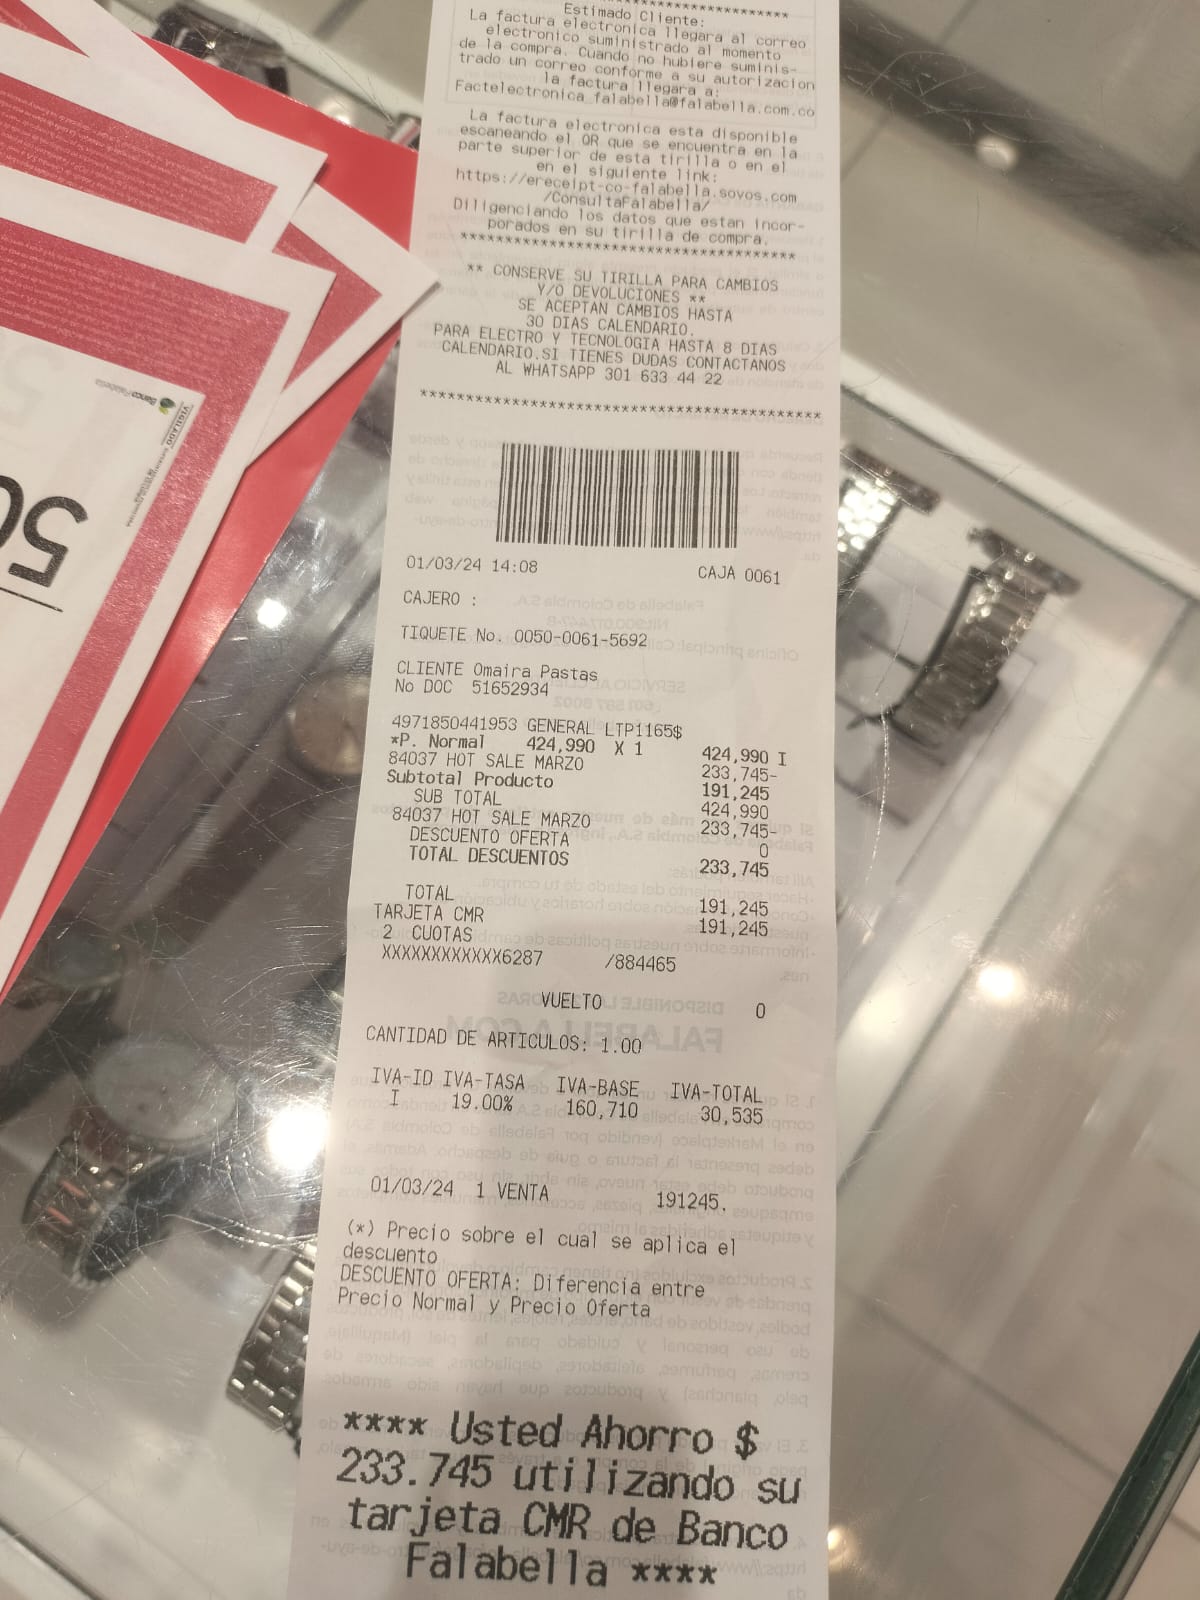 ***********************************
Estimado Cliente:
La factura electronica llegara al correo
electronico suministrado al momento
de la compra. Cuando no hubiere suminis-
trado un correo conforme a su autorizacion
la factura llegara a:
Factelectronica_falabella@falabella.com.co
La factura electronica esta disponible
escaneando el QR que se encuentra en la
parte superior de esta tirilla o en el
en el siguiente link:
https://ereceipt-co-falabella.sovos.com
/ConsultaFalabella/
Diligenciando los datos que estan incor-
porados en su tirilla de compra.
***********************************
** CONSERVE SU TIRILLA PARA CAMBIOS
Y/O DEVOLUCIONES **
SE ACEPTAN CAMBIOS HASTA
30 DIAS CALENDARIO.
PARA ELECTRO Y TECNOLOGIA HASTA 8 DIAS
CALENDARIO.SI TIENES DUDAS CONTACTANOS
AL WHATSAPP 301 633 44 22
******************************************
01/03/24 14:08 CAJA 0061
CAJERO :
TIQUETE No. 0050-0061-5692
CLIENTE Omaira Pastas
No DOC 51652934
4971850441953 GENERAL LTP1165$
*P. Normal 424,990 X 1 424,990 I
84037 HOT SALE MARZO 233,745-
Subtotal Producto 191,245
SUB TOTAL 424,990
84037 HOT SALE MARZO 233,745-
DESCUENTO OFERTA 0
TOTAL DESCUENTOS 233,745
TOTAL 191,245
TARJETA CMR 191,245
2 CUOTAS
XXXXXXXXXXXX6287 /884465
VUELTO 0
CANTIDAD DE ARTICULOS: 1.00
IVA-ID IVA-TASA IVA-BASE IVA-TOTAL
I 19.00% 160,710 30,535
01/03/24 1 VENTA 191245.
(*) Precio sobre el cual se aplica el
descuento
DESCUENTO OFERTA: Diferencia entre
Precio Normal y Precio Oferta
**** Usted Ahorro $
233.745 utilizando su
tarjeta CMR de Banco
Falabella ****
Banco Falabella
VIGILADO
50